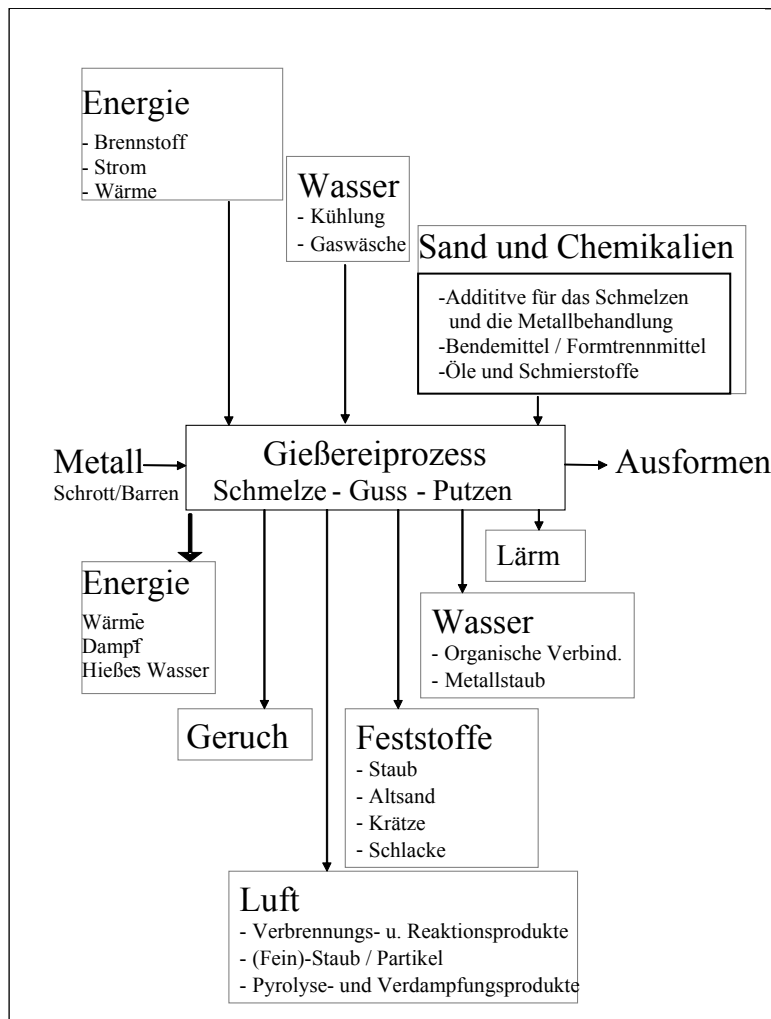 Energie
- Brennstoff
- Strom
- Wärme
Wasser
- Kühlung
- Gaswäsche
Sand und Chemikalien
-Addititve für das Schmelzen
und die Metallbehandlung
-Bendemittel / Formtrennmittel
-Öle und Schmierstoffe
Metall
Schrott/Barren
Gießereiprozess
Schmelze - Guss - Putzen
Ausformen
Energie
- Wärme
- Dampf
- Hießes Wasser
Lärm
Wasser
- Organische Verbind.
- Metallstaub
Geruch
Feststoffe
- Staub
- Altsand
- Krätze
- Schlacke
Luft
- Verbrennungs- u. Reaktionsprodukte
- (Fein)-Staub / Partikel
- Pyrolyse- und Verdampfungsprodukte